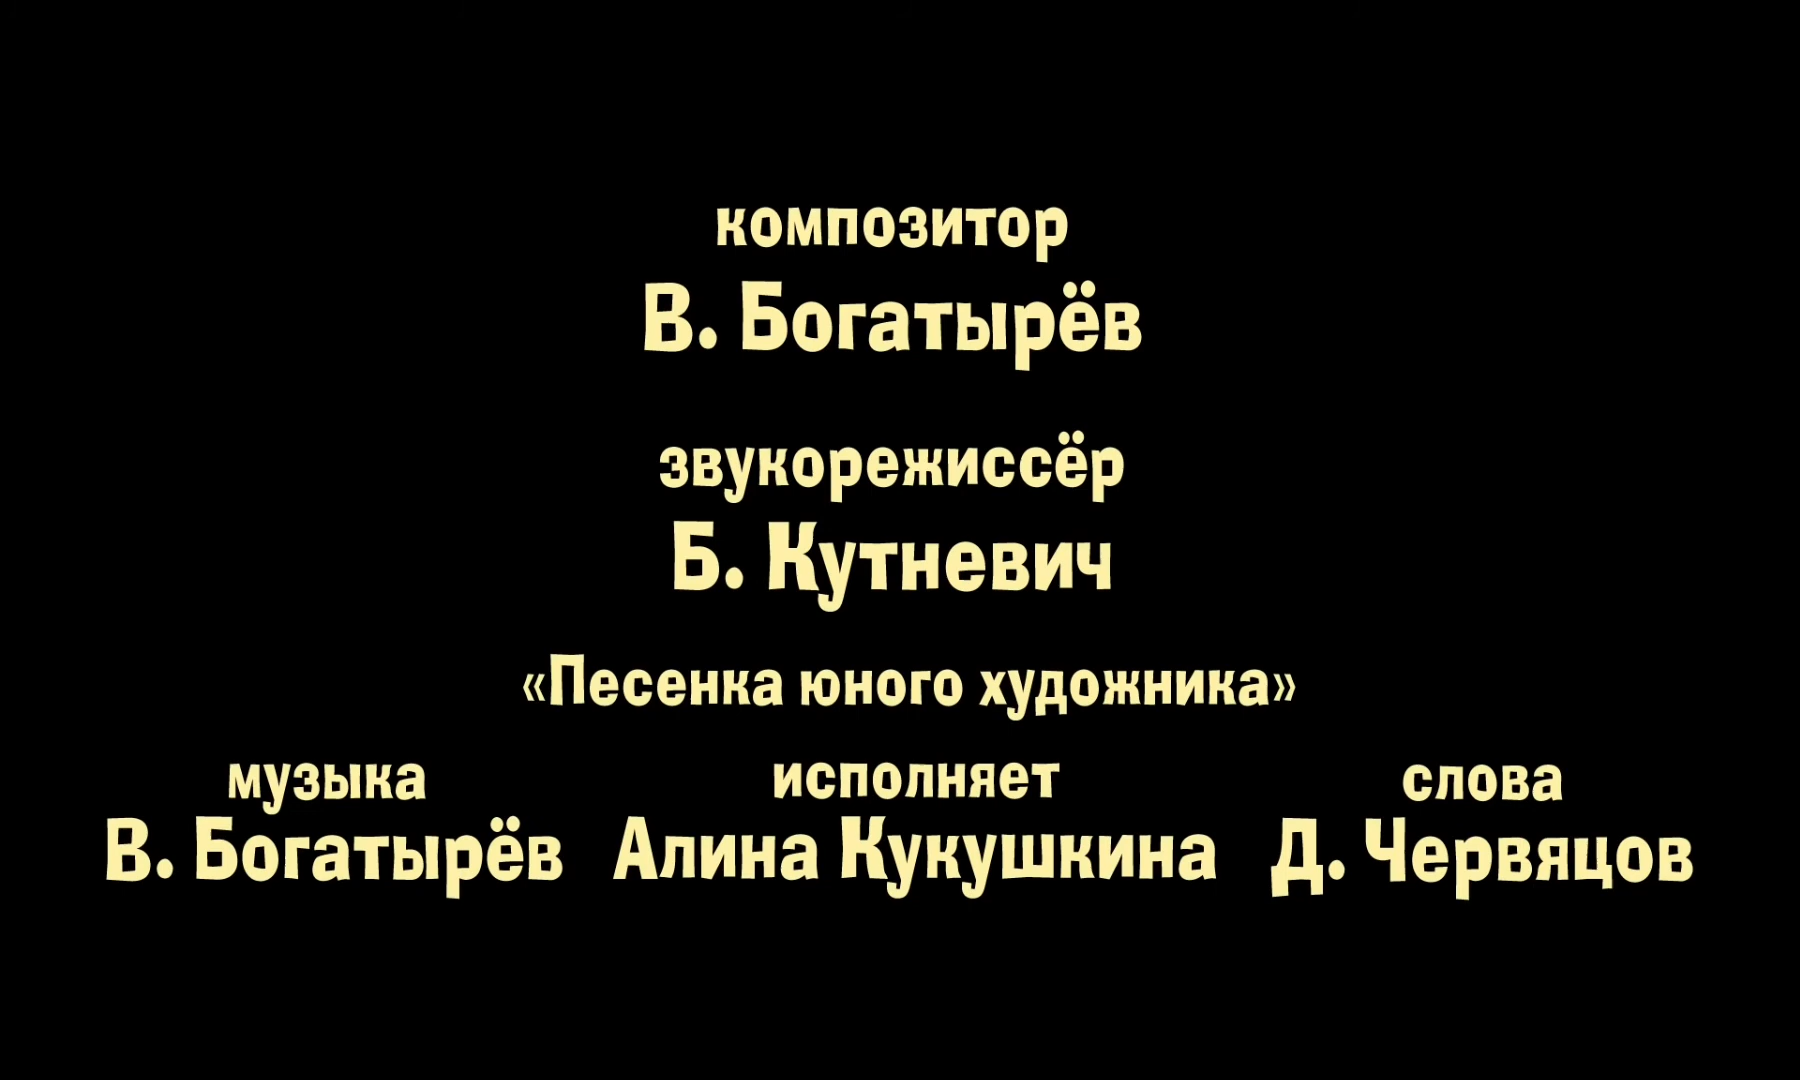 композитор
В. Богатырёв
звукорежиссёр
Б. Кутневич
«Песенка юного художника»
музыка исполняет слова
В. Богатырёв Алина Кукушкина Д. Червяцов